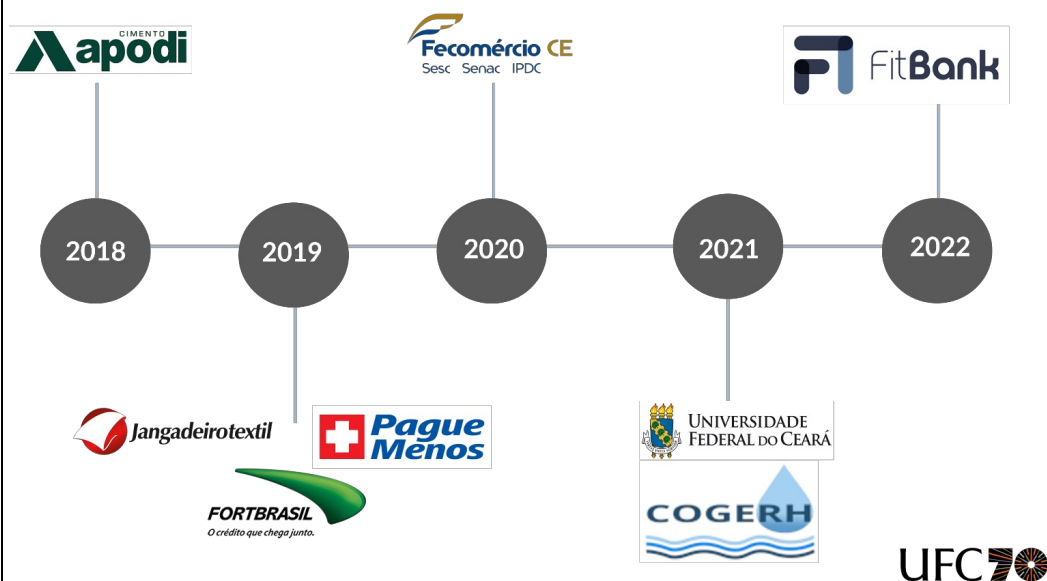 CIMENTO
apodi
Fecomércio CE
Sesc Senac IPDC
FitBank
2018
2019
2020
2021
2022
Jangadeirotextil
Pague
Menos
FORTBRASIL
O crédito que chega junto.
UNIVERSIDADE
FEDERAL DO CEARÁ
COGERH
UFC70